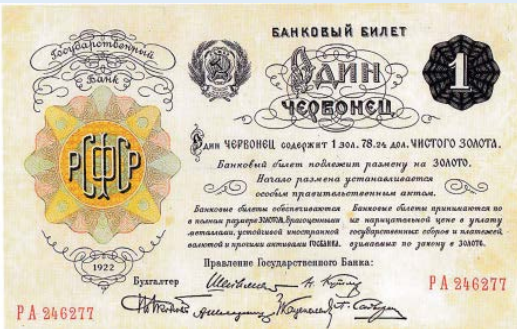 Государственный
Банк
БАНКОВЫЙ БИЛЕТ
ОДИН
ЧЕРВОНЕЦ
1
Один ЧЕРВОНЕЦ содержит 1 зол. 78.24 дол. ЧИСТОГО ЗОЛОТА.
Банковый билет подлежит размену на ЗОЛОТО.
Начало размена устанавливается
особым правительственным актом.
РСФСР
Банковые билеты обеспечиваются
в полном размере ЗОЛОТОМ, драгоценными
металлами, устойчивой иностранной
валютой и прочими активами ГОСБАНКА.
Банковые билеты принимаются по
их нарицательной цене в уплату
государственных сборов и платежей,
взимаемых по закону в ЗОЛОТЕ.
1922
Правление Государственного Банка:
Бухгалтер
РА 246277
РА 246277